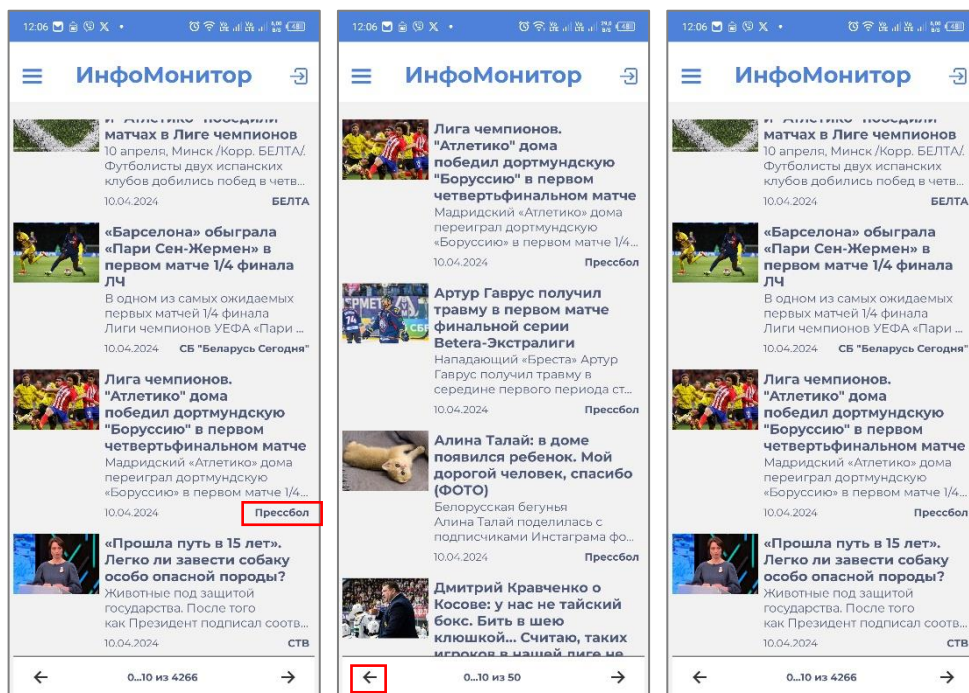 12:06
ИнфоМонитор
и "Атлетико" победили
матчах в Лиге чемпионов
10 апреля, Минск /Корр. БЕЛТА/.
Футболисты двух испанских
клубов добились побед в четв...
10.04.2024 БЕЛТА
«Барселона» обыграла
«Пари Сен-Жермен» в
первом матче 1/4 финала
ЛЧ
В одном из самых ожидаемых
первых матчей 1/4 финала
Лиги чемпионов УЕФА «Пари ...
10.04.2024 СБ "Беларусь Сегодня"
Лига чемпионов.
"Атлетико" дома
победил дортмундскую
"Боруссию" в первом
четвертьфинальном матче
Мадридский «Атлетико» дома
переиграл дортмундскую
«Боруссию» в первом матче 1/4...
10.04.2024 Прессбол
«Прошла путь в 15 лет».
Легко ли завести собаку
особо опасной породы?
Животные под защитой
государства. После того
как Президент подписал соотв...
10.04.2024 СТВ
0...10 из 4266
12:06
ИнфоМонитор
Лига чемпионов.
"Атлетико" дома
победил дортмундскую
"Боруссию" в первом
четвертьфинальном матче
Мадридский «Атлетико» дома
переиграл дортмундскую
«Боруссию» в первом матче 1/4...
10.04.2024 Прессбол
Артур Гаврус получил
травму в первом матче
финальной серии
Betera-Экстралиги
Нападающий «Бреста» Артур
Гаврус получил травму в
середине первого периода ст...
10.04.2024 Прессбол
Алина Талай: в доме
появился ребенок. Мой
дорогой человек, спасибо
(ФОТО)
Белорусская бегунья
Алина Талай поделилась с
подписчиками Инстаграма фо...
10.04.2024 Прессбол
Дмитрий Кравченко о
Косове: у нас не тайский
бокс. Бить в шею
клюшкой... Считаю, таких
игроков в нашей лиге не
0...10 из 50
12:06
ИнфоМонитор
и "Атлетико" победили
матчах в Лиге чемпионов
10 апреля, Минск /Корр. БЕЛТА/.
Футболисты двух испанских
клубов добились побед в четв...
10.04.2024 БЕЛТА
«Барселона» обыграла
«Пари Сен-Жермен» в
первом матче 1/4 финала
ЛЧ
В одном из самых ожидаемых
первых матчей 1/4 финала
Лиги чемпионов УЕФА «Пари ...
10.04.2024 СБ "Беларусь Сегодня"
Лига чемпионов.
"Атлетико" дома
победил дортмундскую
"Боруссию" в первом
четвертьфинальном матче
Мадридский «Атлетико» дома
переиграл дортмундскую
«Боруссию» в первом матче 1/4...
10.04.2024 Прессбол
«Прошла путь в 15 лет».
Легко ли завести собаку
особо опасной породы?
Животные под защитой
государства. После того
как Президент подписал соотв...
10.04.2024 СТВ
0...10 из 4266